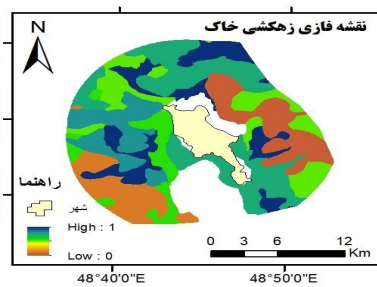 نقشه فازی زهکشی خاک
N
راهنما
شهر
High : 1
Low : 0
0 3 6 12
Km
48°40'0"E 48°50'0"E